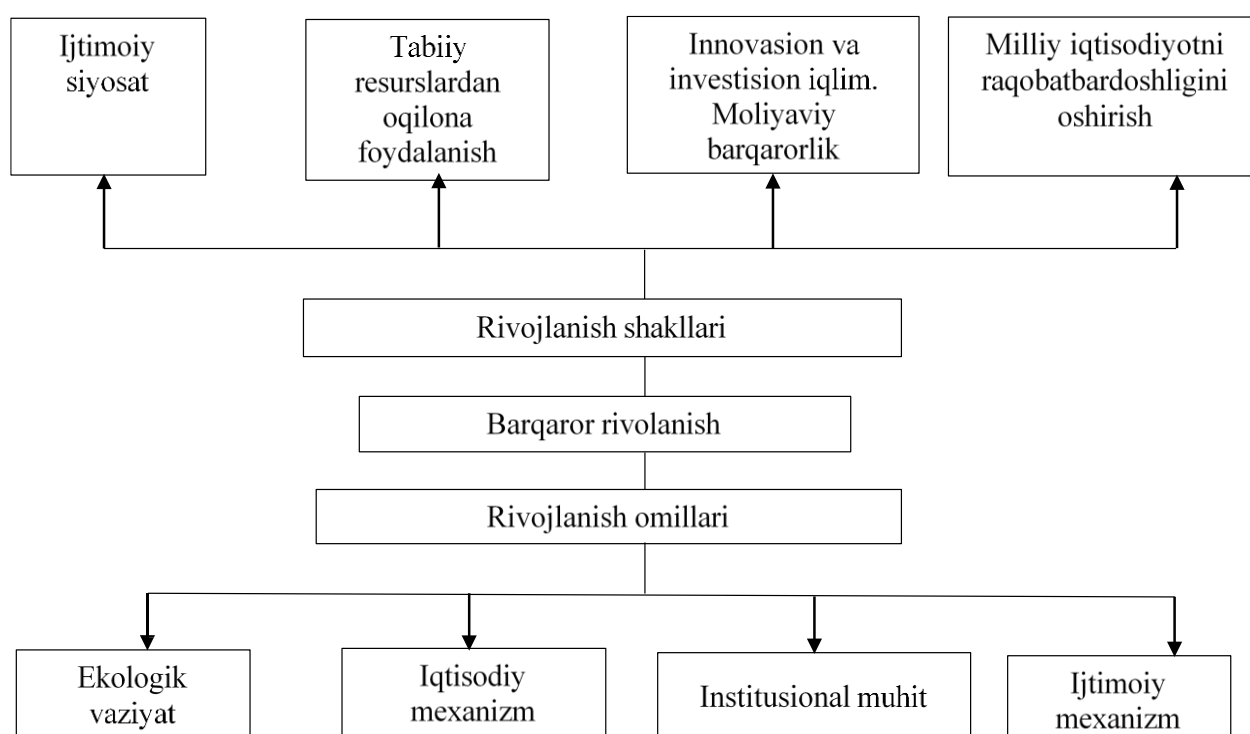 Ijtimoiy
siyosat
Tabiiy
resurslardan
oqilona
foydalanish
Innovasion va
investision iqlim.
Moliyaviy
barqarorlik
Milliy iqtisodiyotni
raqobatbardoshligini
oshirish
Rivojlanish shakllari
Barqaror rivolanish
Rivojlanish omillari
Ekologik
vaziyat
Iqtisodiy
mexanizm
Institusional muhit
Ijtimoiy
mexanizm